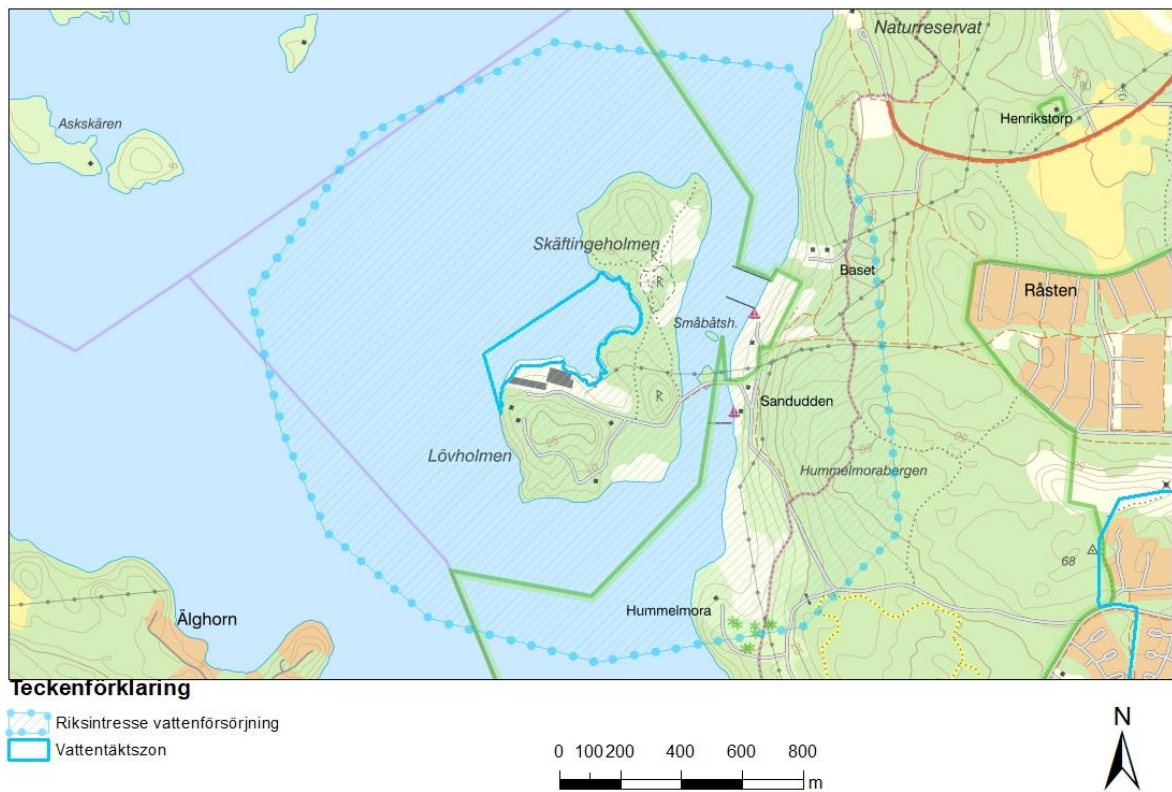 Naturreservat
Askskären
Henrikstorp
Skäftingeholmen
Baset
Råsten
Småbåtsh.
Sandudden
Lövholmen
Hummelmorabergen
68
Hummelmora
Älghorn
Teckenförklaring
Riksintresse vattenförsörjning
Vattentäktszon
0 100 200 400 600 800
m
N